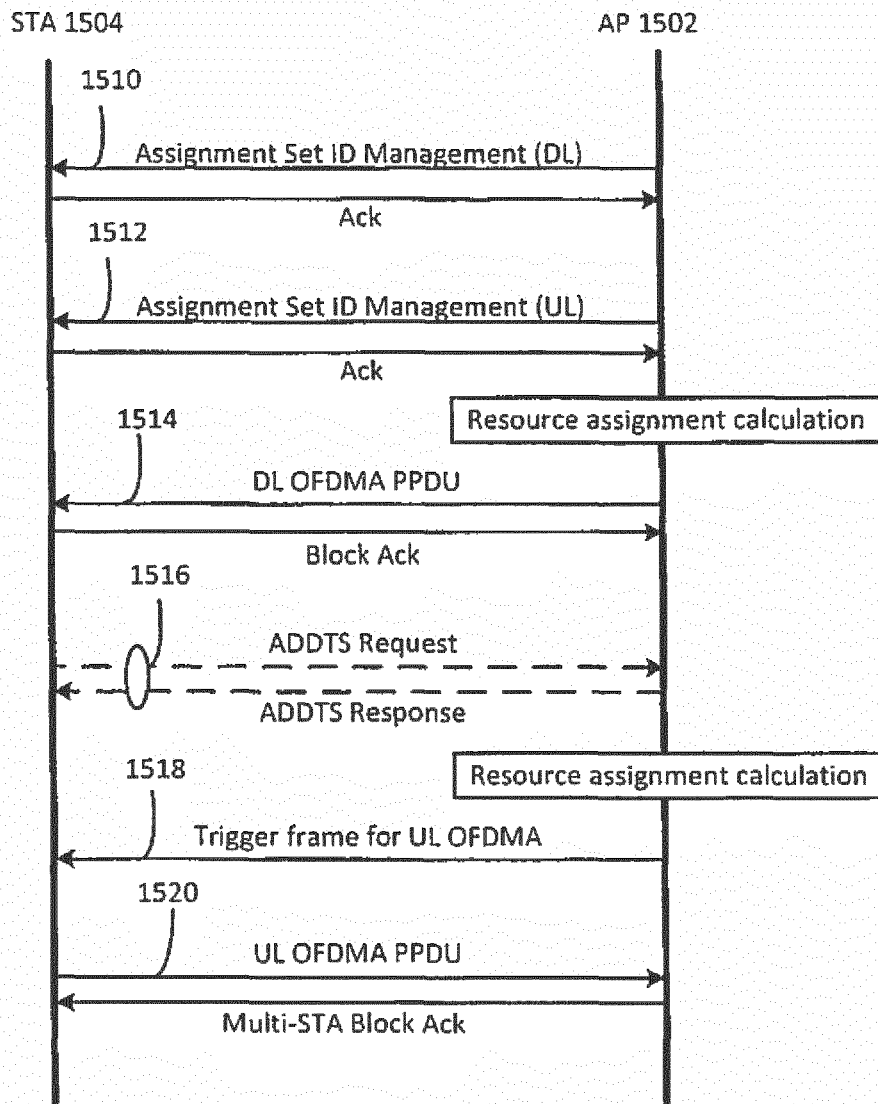 STA 1504
AP 1502
1510
Assignment Set ID Management (DL)
Ack
1512
Assignment Set ID Management (UL)
Ack
Resource assignment calculation
1514
DL OFDMA PPDU
Block Ack
1516
ADDTS Request
ADDTS Response
Resource assignment calculation
1518
Trigger frame for UL OFDMA
1520
UL OFDMA PPDU
Multi-STA Block Ack